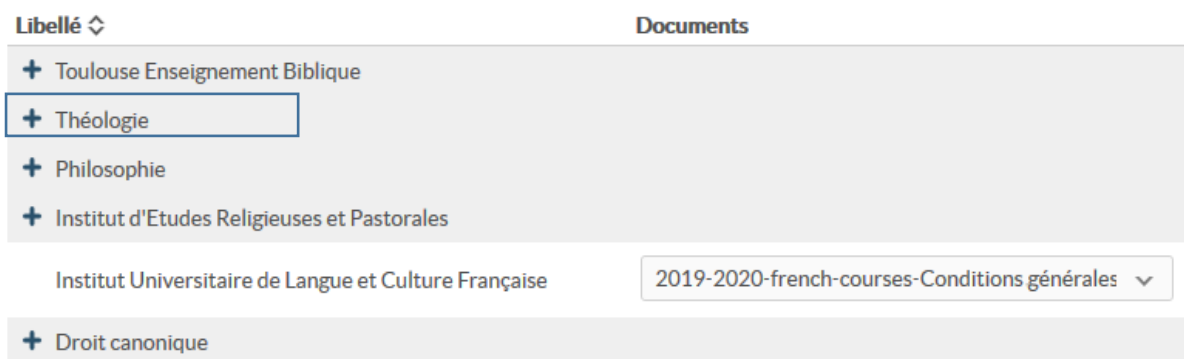 Libellé Documents
Toulouse Enseignement Biblique
Théologie
Philosophie
Institut d'Etudes Religieuses et Pastorales
Institut Universitaire de Langue et Culture Française 2019-2020-french-courses-Conditions générales
Droit canonique